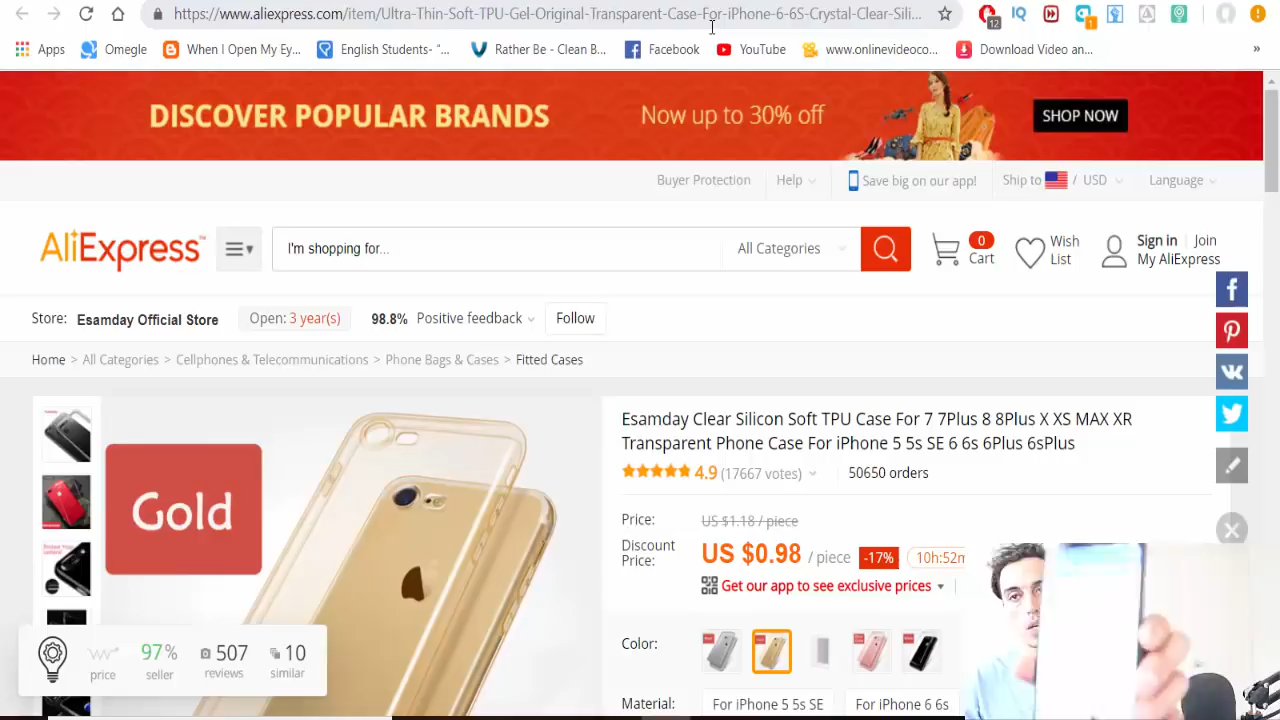 https://www.aliexpress.com/item/Ultra-Thin-Soft-TPU-Gel-Original-Transparent-Case-For-iPhone-6-6S-Crystal-Clear-Sili...
12
IQ
1
Apps
Omegle
When I Open My Ey...
English Students- “...
Rather Be - Clean B...
Facebook
YouTube
www.onlinevideoco...
Download Video an...
»
DISCOVER POPULAR BRANDS
Now up to 30% off
SHOP NOW
Buyer Protection
Help
Save big on our app!
Ship to / USD
Language
AliExpress™
I'm shopping for...
All Categories
0
Cart
Wish
List
Sign in | Join
My AliExpress
Store: Esamday Official Store
Open: 3 year(s)
98.8% Positive feedback
Follow
Home > All Categories > Cellphones & Telecommunications > Phone Bags & Cases > Fitted Cases
Gold
Esamday Clear Silicon Soft TPU Case For 7 7Plus 8 8Plus X XS MAX XR
Transparent Phone Case For iPhone 5 5s SE 6 6s 6Plus 6sPlus
4.9 (17667 votes)
50650 orders
Price: US $1.18 / piece
Discount
Price:
US $0.98 / piece
-17%
10h:52m
Get our app to see exclusive prices
Color:
Material:
For iPhone 5 5s SE
For iPhone 6 6s
price
97%
seller
507
reviews
10
similar